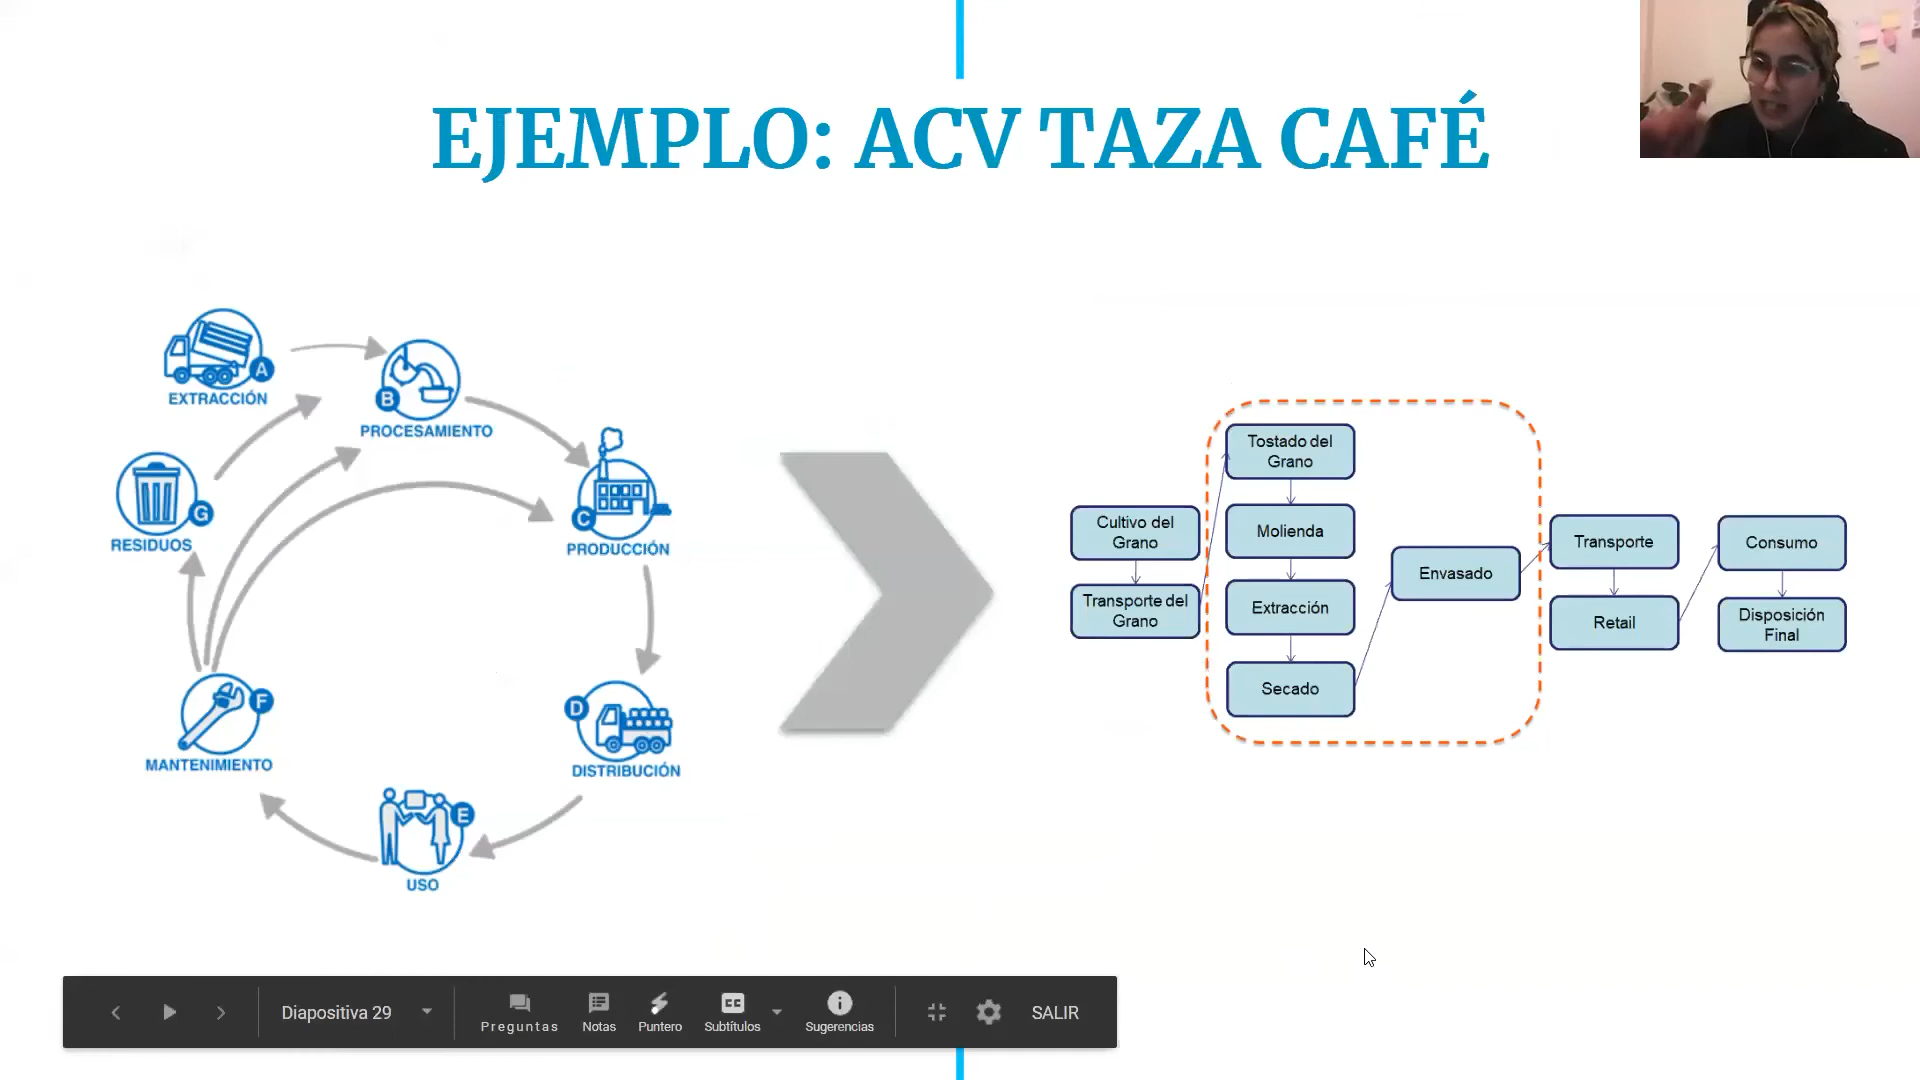 EJEMPLO: ACV TAZA CAFÉ
A
EXTRACCIÓN
B
PROCESAMIENTO
C
PRODUCCIÓN
G
RESIDUOS
F
MANTENIMIENTO
D
DISTRIBUCIÓN
E
USO
Cultivo del
Grano
Transporte del
Grano
Tostado del
Grano
Molienda
Extracción
Secado
Envasado
Transporte
Retail
Consumo
Disposición
Final
Diapositiva 29
Preguntas
Notas
Puntero
CC
Subtítulos
Sugerencias
SALIR